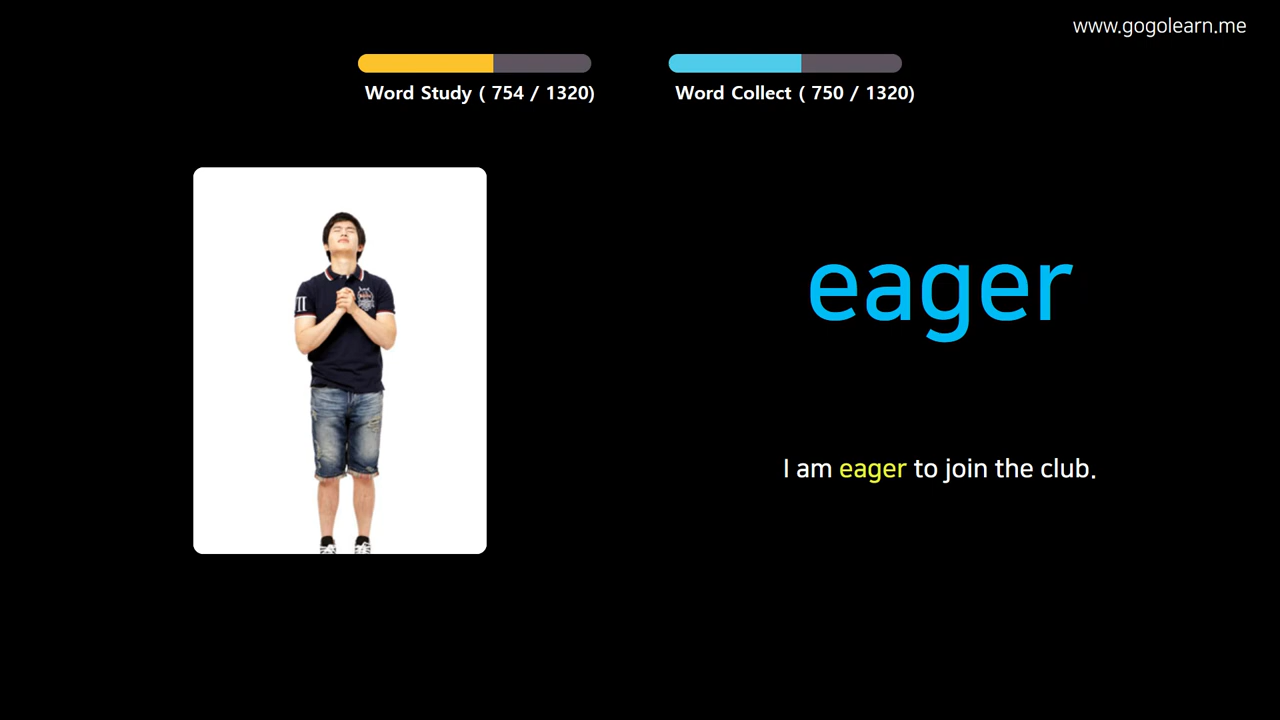 www.gogolearn.me
Word Study ( 754 / 1320)
Word Collect ( 750 / 1320)
eager
I am eager to join the club.